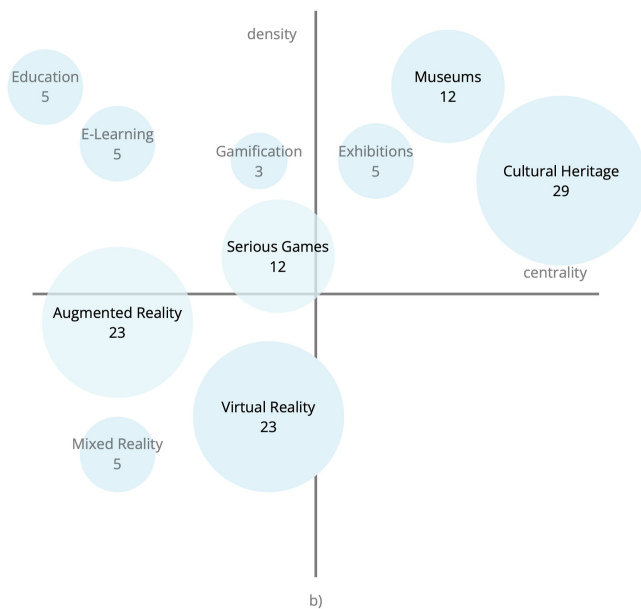 density
Education
5
Museums
12
E-Learning
5
Gamification
3
Exhibitions
5
Cultural Heritage
29
Serious Games
12
centrality
Augmented Reality
23
Virtual Reality
23
Mixed Reality
5
b)